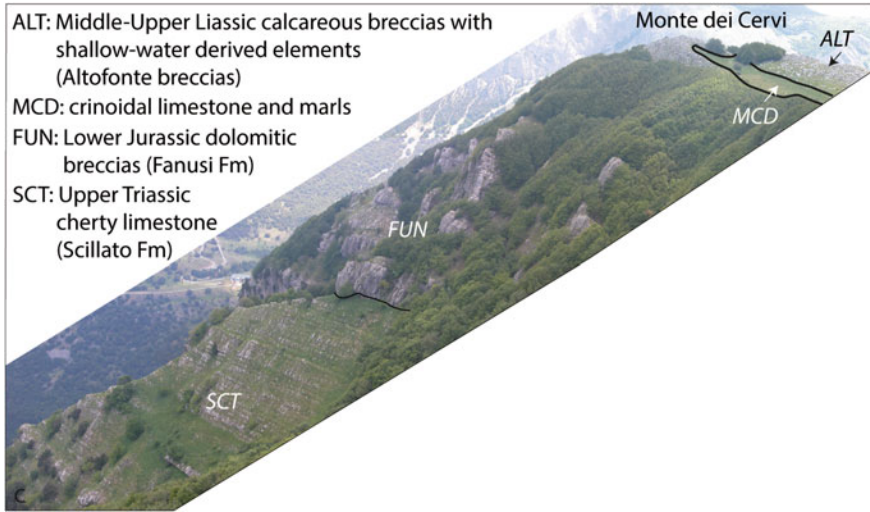 ALT: Middle-Upper Liassic calcareous breccias with
shallow-water derived elements
(Altofonte breccias)
MCD: crinoidal limestone and marls
FUN: Lower Jurassic dolomitic
breccias (Fanusi Fm)
SCT: Upper Triassic
cherty limestone
(Scillato Fm)
Monte dei Cervi
ALT
MCD
FUN
SCT
C